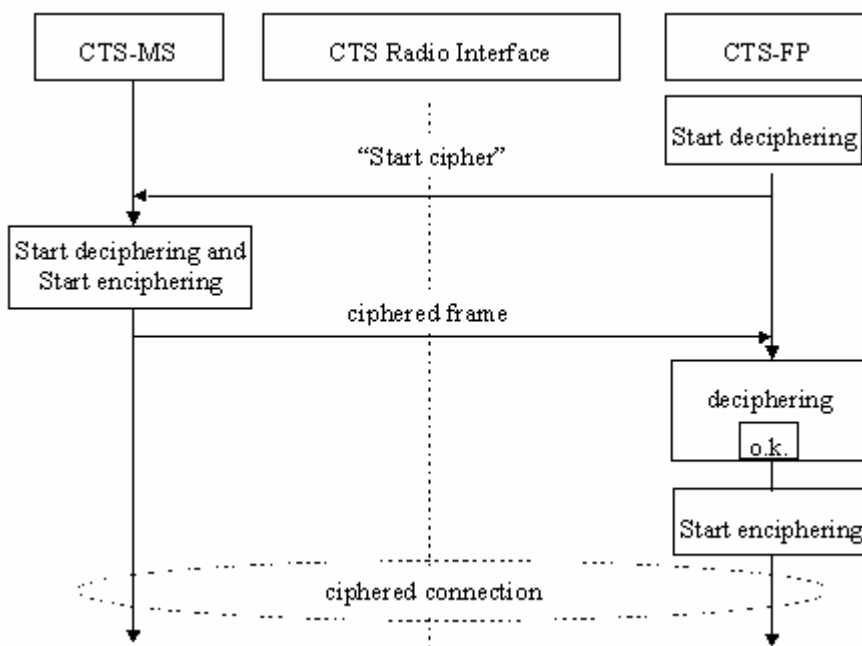 CTS-MS
CTS Radio Interface
CTS-FP
Start deciphering
“Start cipher”
Start deciphering and
Start enciphering
ciphered frame
deciphering
o.k.
Start enciphering
ciphered connection